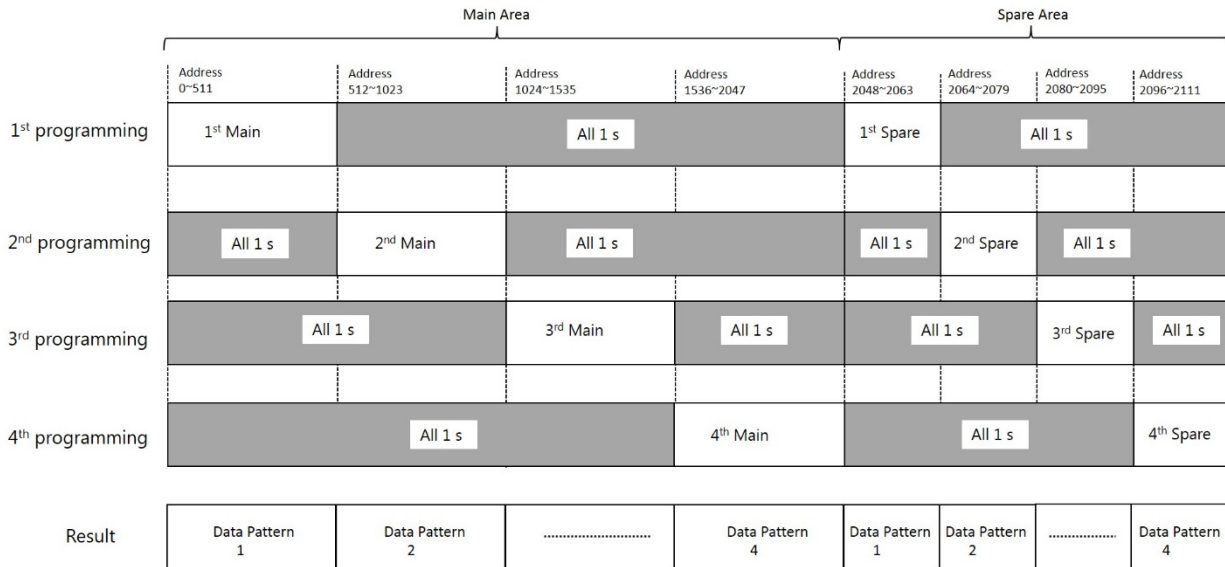 Main Area Spare Area
Address Address Address Address Address Address Address Address
0~511 512~1023 1024~1535 1536~2047 2048~2063 2064~2079 2080~2095 2096~2111
1st programming 1st Main All 1 s 1st Spare All 1 s
2nd programming All 1 s 2nd Main All 1 s All 1 s 2nd Spare All 1 s
3rd programming All 1 s 3rd Main All 1 s All 1 s 3rd Spare All 1 s
4th programming All 1 s 4th Main All 1 s 4th Spare
Result Data Pattern Data Pattern ........................... Data Pattern Data Pattern Data Pattern ................. Data Pattern
1 2 4 1 2 4